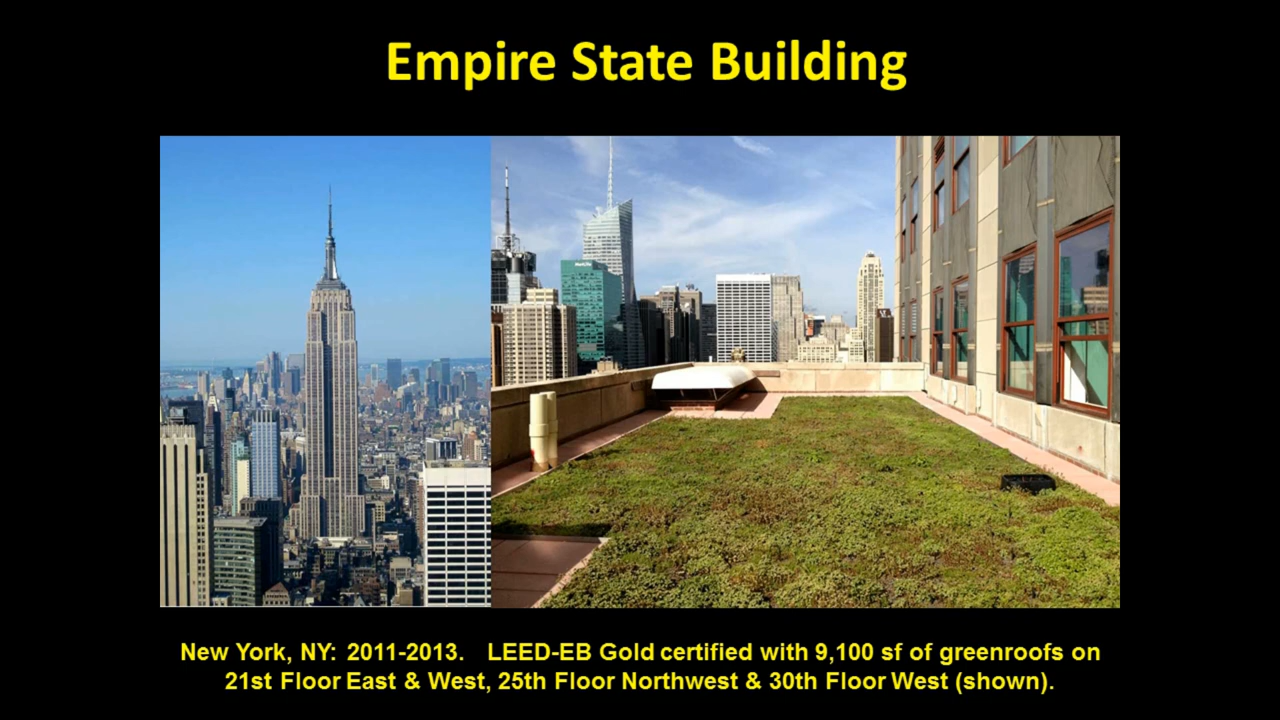 Empire State Building
New York, NY: 2011-2013. LEED-EB Gold certified with 9,100 sf of greenroofs on
21st Floor East & West, 25th Floor Northwest & 30th Floor West (shown).